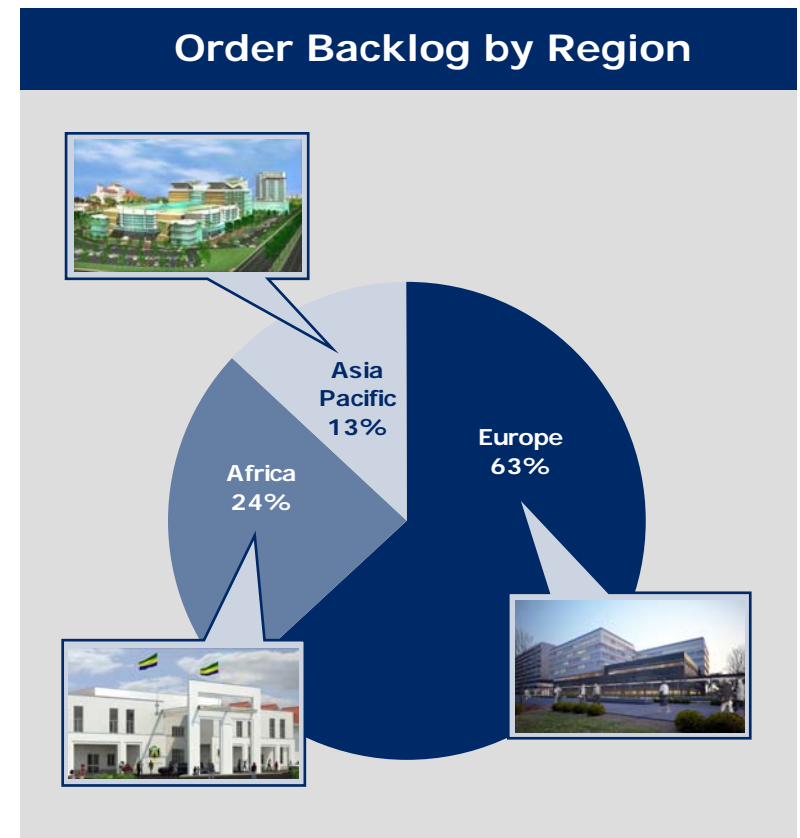 Order Backlog by Region
Asia
Pacific
13%
Europe
63%
Africa
24%